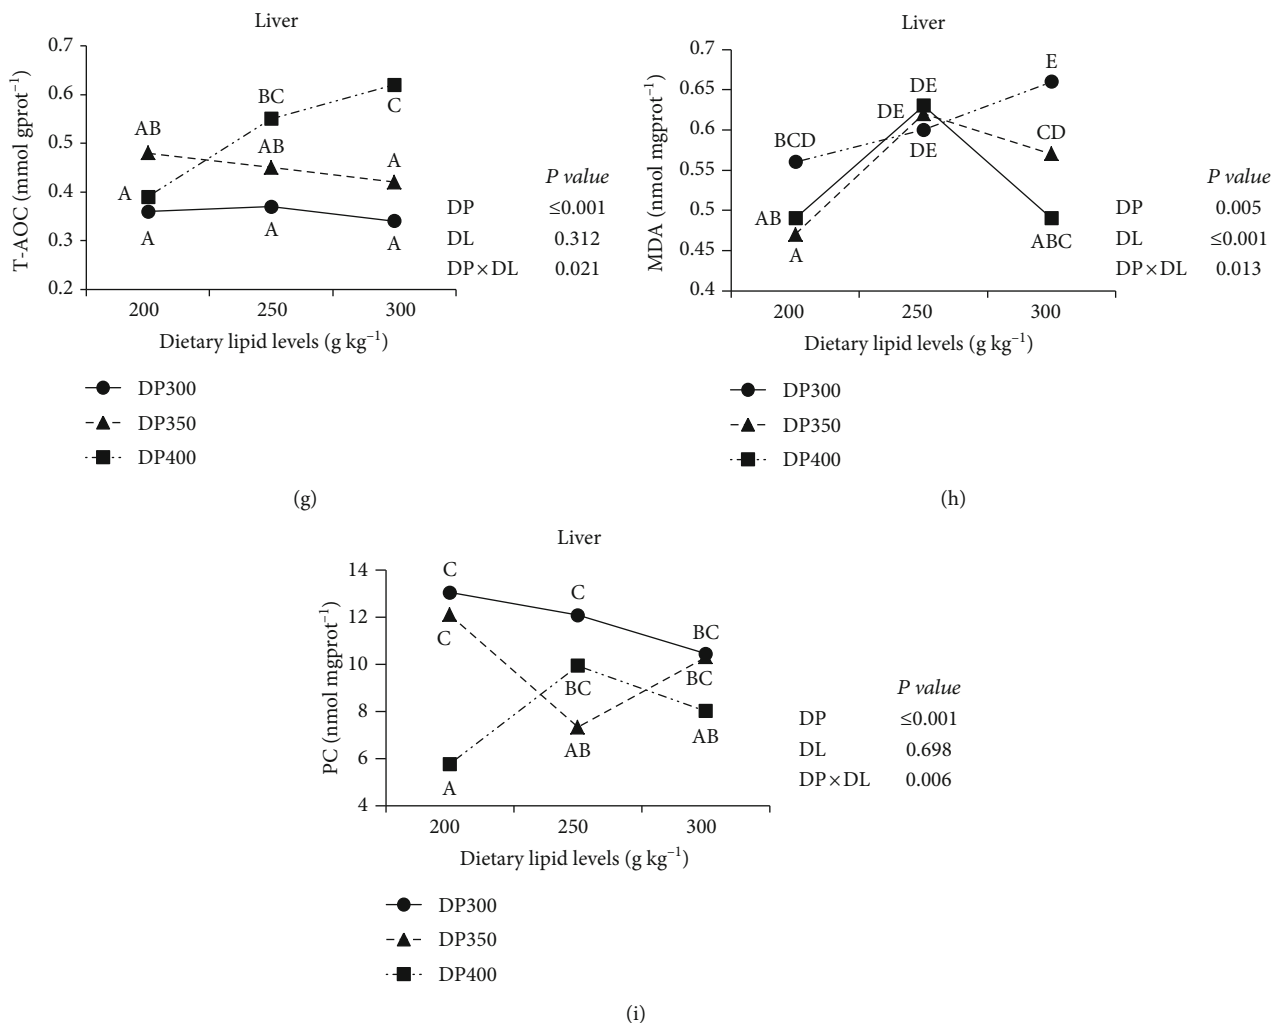 Liver
T-AOC (mmol gprot⁻¹)
0.7
0.6
0.5
0.4
0.3
0.2
AB
A
A
BC
AB
A
C
A
A
200 250 300
Dietary lipid levels (g kg⁻¹)
P value
DP ≤0.001
DL 0.312
DP×DL 0.021
DP300
DP350
DP400
(g)
Liver
MDA (nmol mgprot⁻¹)
0.7
0.65
0.6
0.55
0.5
0.45
0.4
BCD
AB
A
DE
DE
DE
E
CD
ABC
200 250 300
Dietary lipid levels (g kg⁻¹)
P value
DP 0.005
DL ≤0.001
DP×DL 0.013
DP300
DP350
DP400
(h)
Liver
PC (nmol mgprot⁻¹)
14
12
10
8
6
4
C
C
A
C
BC
AB
BC
BC
AB
200 250 300
Dietary lipid levels (g kg⁻¹)
P value
DP ≤0.001
DL 0.698
DP×DL 0.006
DP300
DP350
DP400
(i)